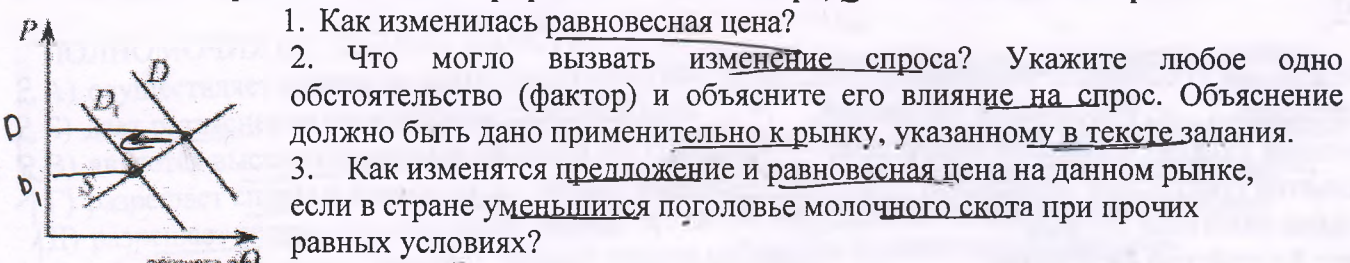 1. Как изменилась равновесная цена?
2. Что могло вызвать изменение спроса? Укажите любое одно
обстоятельство (фактор) и объясните его влияние на спрос. Объяснение
должно быть дано применительно к рынку, указанному в тексте задания.
3. Как изменятся предложение и равновесная цена на данном рынке,
если в стране уменьшится поголовье молочного скота при прочих
равных условиях?
P
D
D₁
D
D₁
S
Q